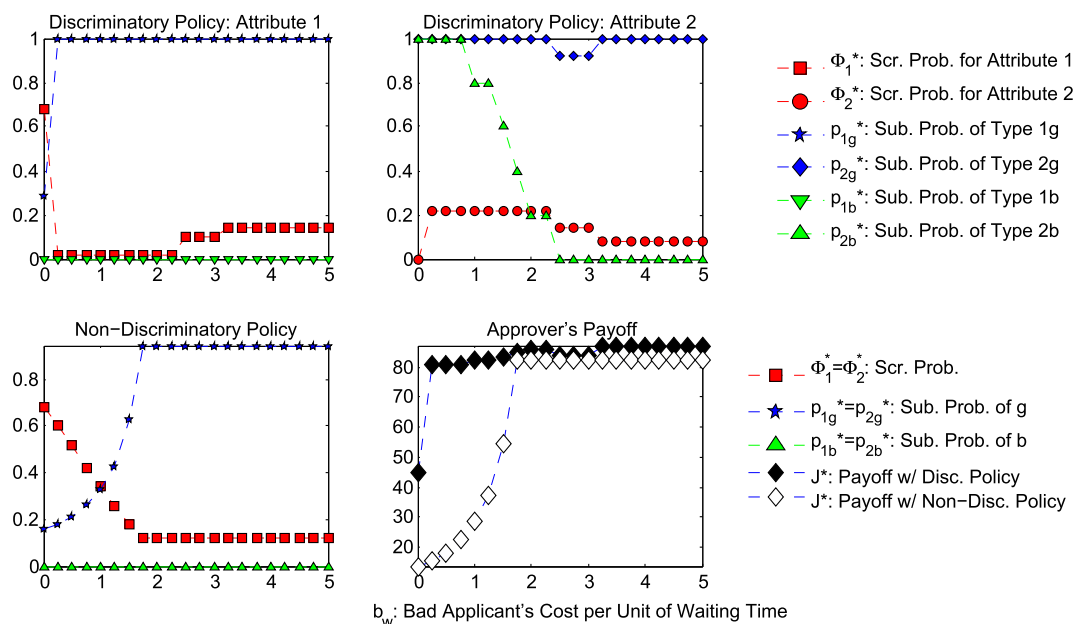 Discriminatory Policy: Attribute 1
1
0.8
0.6
0.4
0.2
0
0 1 2 3 4 5
Discriminatory Policy: Attribute 2
1
0.8
0.6
0.4
0.2
0
0 1 2 3 4 5
Φ1*: Scr. Prob. for Attribute 1
Φ2*: Scr. Prob. for Attribute 2
p1g*: Sub. Prob. of Type 1g
p2g*: Sub. Prob. of Type 2g
p1b*: Sub. Prob. of Type 1b
p2b*: Sub. Prob. of Type 2b
Non−Discriminatory Policy
0.8
0.6
0.4
0.2
0
0 1 2 3 4 5
Approver's Payoff
80
70
60
50
40
30
20
0 1 2 3 4 5
Φ1*=Φ2*: Scr. Prob.
p1g*=p2g*: Sub. Prob. of g
p1b*=p2b*: Sub. Prob. of b
J*: Payoff w/ Disc. Policy
J*: Payoff w/ Non−Disc. Policy
bw: Bad Applicant's Cost per Unit of Waiting Time